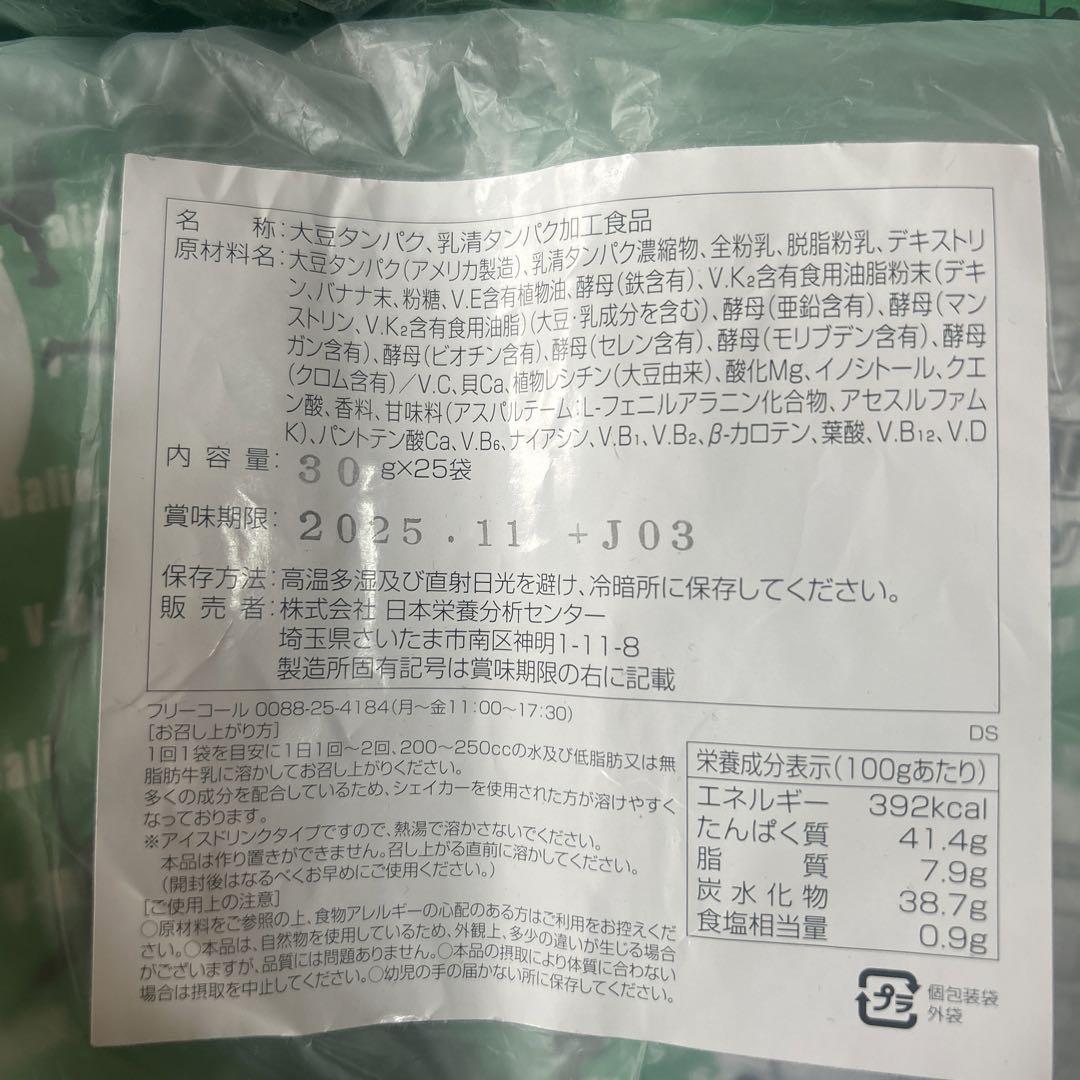 名 称:大豆タンパク、乳清タンパク加工食品
原材料名:大豆タンパク(アメリカ製造)、乳清タンパク濃縮物、全粉乳、脱脂粉乳、デキストリ
ン、バナナ末、粉糖、V.E含有植物油、酵母(鉄含有)、V.K₂含有食用油脂粉末(デキ
ストリン、V.K₂含有食用油脂)(大豆・乳成分を含む)、酵母(亜鉛含有)、酵母(マン
ガン含有)、酵母(ビオチン含有)、酵母(セレン含有)、酵母(モリブデン含有)、酵母
(クロム含有)/V.C、貝Ca、植物レシチン(大豆由来)、酸化Mg、イノシトール、クエ
ン酸、香料、甘味料(アスパルテーム:L-フェニルアラニン化合物、アセスルファム
K)、パントテン酸Ca、V.B₆、ナイアシン、V.B₁、V.B₂、β-カロテン、葉酸、V.B₁₂、V.D
内容量: 30 g×25袋
賞味期限: 2025.11 +J03
保存方法:高温多湿及び直射日光を避け、冷暗所に保存してください。
販売者:株式会社 日本栄養分析センター
埼玉県さいたま市南区神明1-11-8
製造所固有記号は賞味期限の右に記載
フリーコール 0088-25-4184(月〜金11:00〜17:30)
DS
[お召し上がり方]
1回1袋を目安に1日1回〜2回、200〜250ccの水及び低脂肪又は無
脂肪牛乳に溶かしてお召し上がりください。
多くの成分を配合しているため、シェイカーを使用された方が溶けやすく
なっております。
※アイスドリンクタイプですので、熱湯で溶かさないでください。
本品は作り置きができません。召し上がる直前に溶かしてください。
(開封後はなるべくお早めにご使用ください。)
[ご使用上の注意]
○原材料をご参照の上、食物アレルギーの心配のある方はご利用をお控えくだ
さい。○本品は、自然物を使用しているため、外観上、多少の違いが生じる場合
がございますが、品質には問題ありません。○本品の摂取により体質に合わない
場合は摂取を中止してください。○幼児の手の届かない所に保存してください。
栄養成分表示(100gあたり)
エネルギー 392kcal
たんぱく質 41.4g
脂質 7.9g
炭水化物 38.7g
食塩相当量 0.9g
プラ
個包装袋
外袋